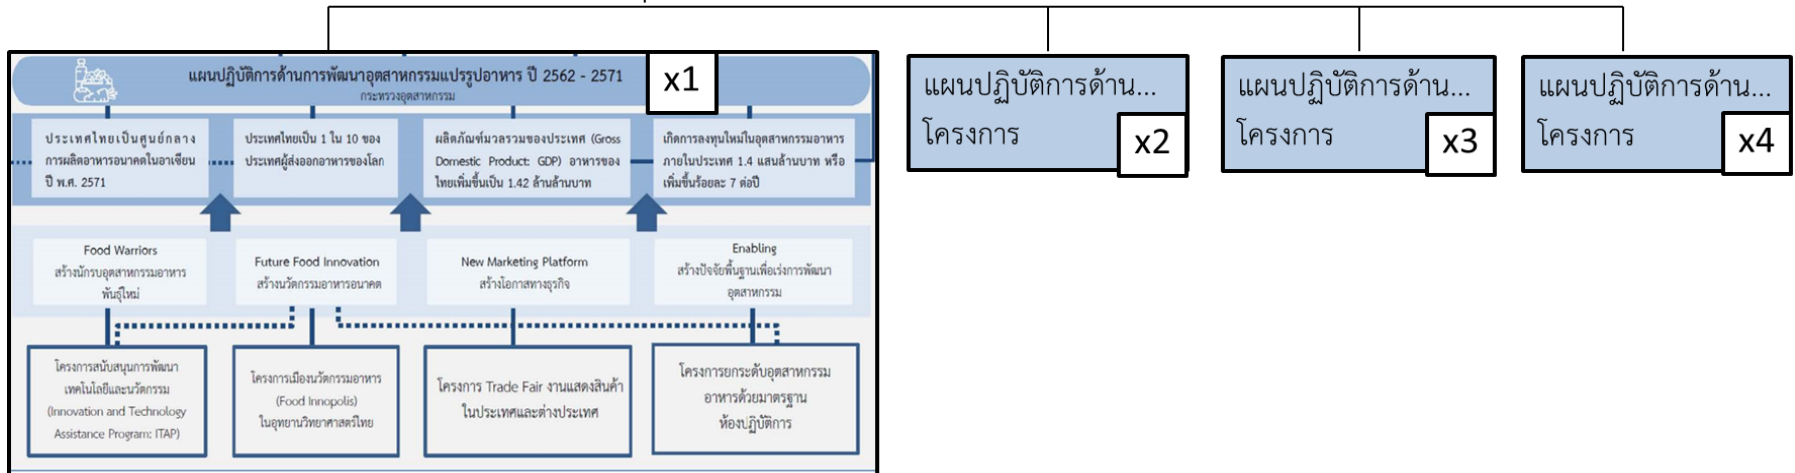 แผนปฏิบัติการด้านการพัฒนาอุตสาหกรรมแปรรูปอาหาร ปี 2562 - 2571
กระทรวงอุตสาหกรรม
x1
ประเทศไทยเป็นศูนย์กลาง
การผลิตอาหารอนาคตในอาเซียน
ปี พ.ศ. 2571
ประเทศไทยเป็น 1 ใน 10 ของ
ประเทศผู้ส่งออกอาหารของโลก
ผลิตภัณฑ์มวลรวมของประเทศ (Gross
Domestic Product: GDP) อาหารของ
ไทยเพิ่มขึ้นเป็น 1.42 ล้านล้านบาท
เกิดการลงทุนใหม่ในอุตสาหกรรมอาหาร
ภายในประเทศ 1.4 แสนล้านบาท หรือ
เพิ่มขึ้นร้อยละ 7 ต่อปี
Food Warriors
สร้างนักรบอุตสาหกรรมอาหาร
พันธุ์ใหม่
Future Food Innovation
สร้างนวัตกรรมอาหารอนาคต
New Marketing Platform
สร้างโอกาสทางธุรกิจ
Enabling
สร้างปัจจัยพื้นฐานเพื่อเร่งการพัฒนา
อุตสาหกรรม
โครงการสนับสนุนการพัฒนา
เทคโนโลยีและนวัตกรรม
(Innovation and Technology
Assistance Program: ITAP)
โครงการเมืองนวัตกรรมอาหาร
(Food Innopolis)
ในอุทยานวิทยาศาสตร์ไทย
โครงการ Trade Fair งานแสดงสินค้า
ในประเทศและต่างประเทศ
โครงการยกระดับอุตสาหกรรม
อาหารด้วยมาตรฐาน
ห้องปฏิบัติการ
แผนปฏิบัติการด้าน...
โครงการ
x2
แผนปฏิบัติการด้าน...
โครงการ
x3
แผนปฏิบัติการด้าน...
โครงการ
x4